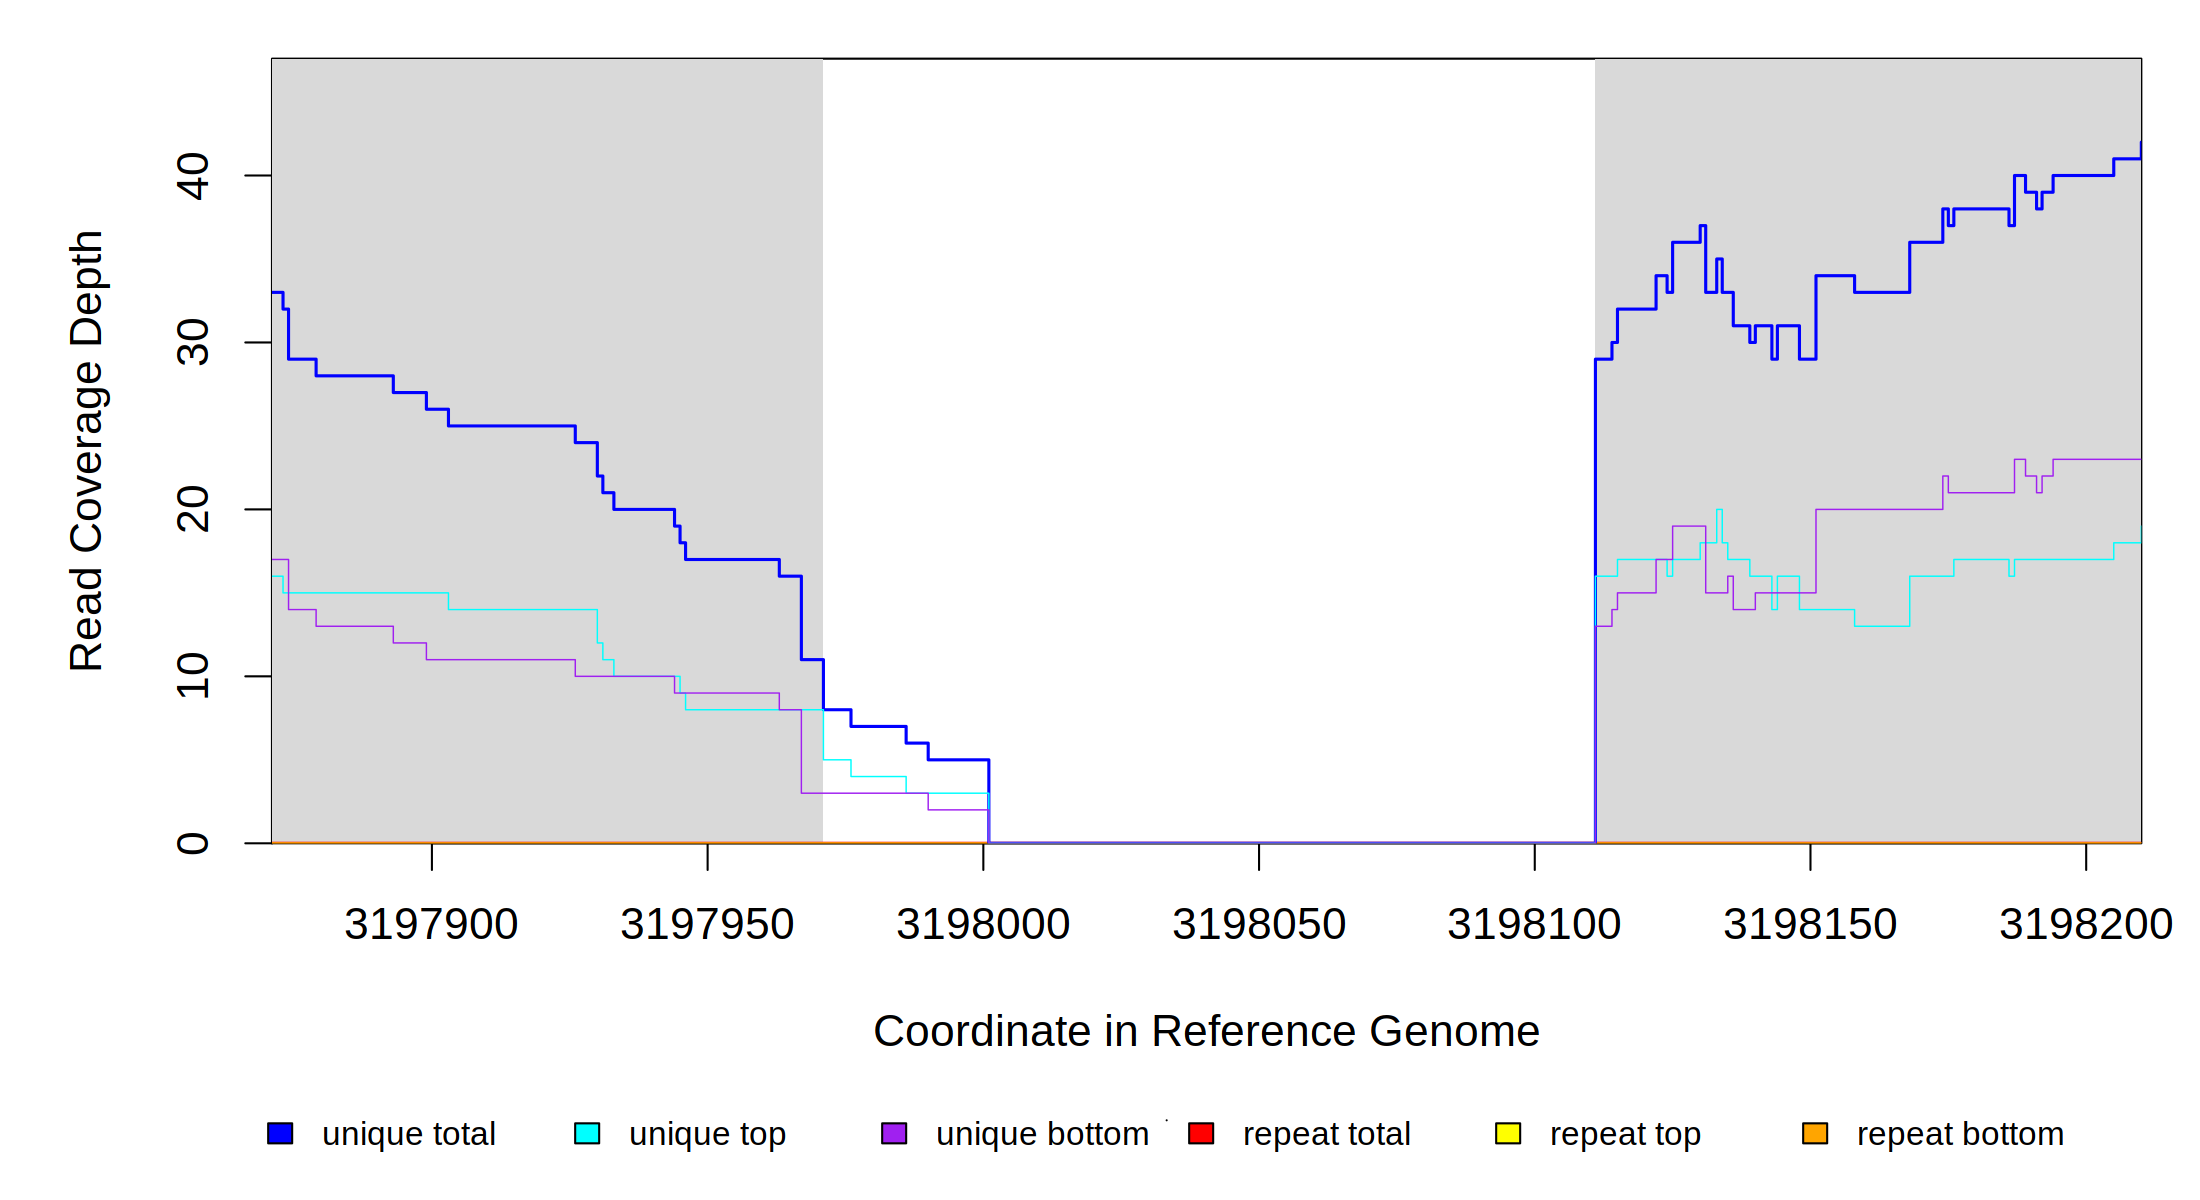 Read Coverage Depth
40
30
20
10
0
3197900 3197950 3198000 3198050 3198100 3198150 3198200
Coordinate in Reference Genome
unique total unique top unique bottom repeat total repeat top repeat bottom